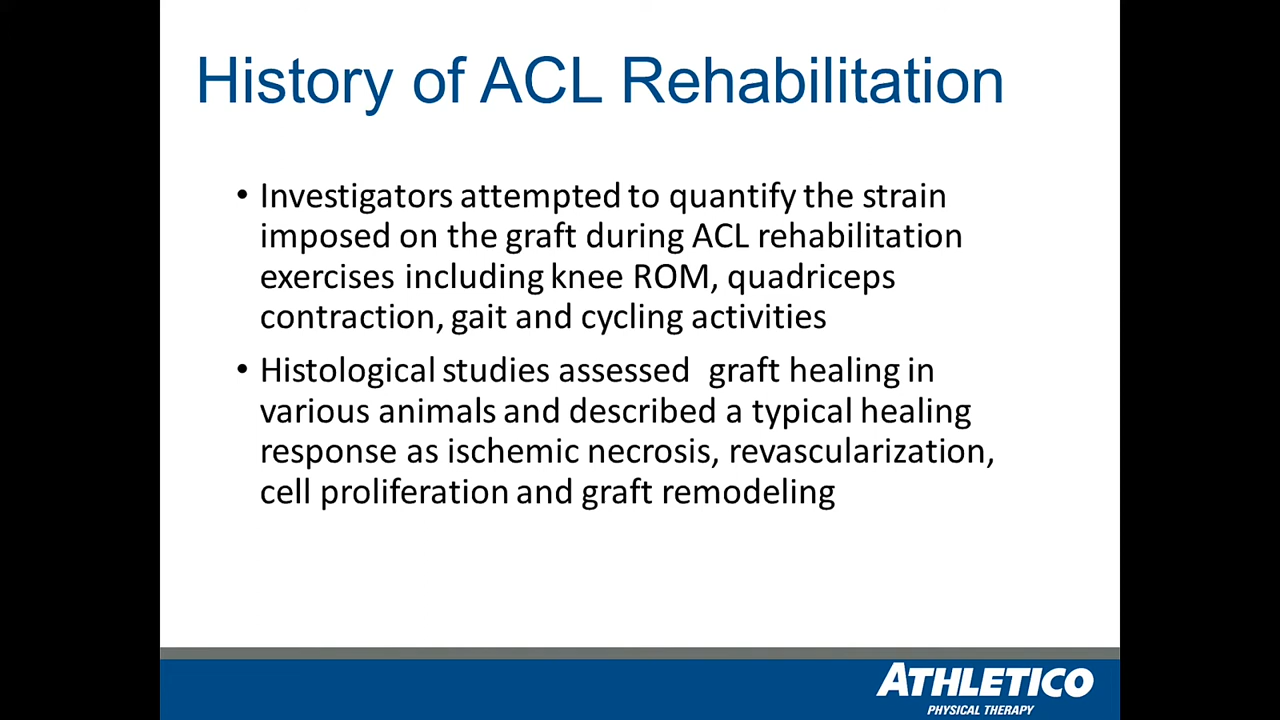 History of ACL Rehabilitation
• Investigators attempted to quantify the strain
imposed on the graft during ACL rehabilitation
exercises including knee ROM, quadriceps
contraction, gait and cycling activities
• Histological studies assessed  graft healing in
various animals and described a typical healing
response as ischemic necrosis, revascularization,
cell proliferation and graft remodeling
ATHLETICO
PHYSICAL THERAPY